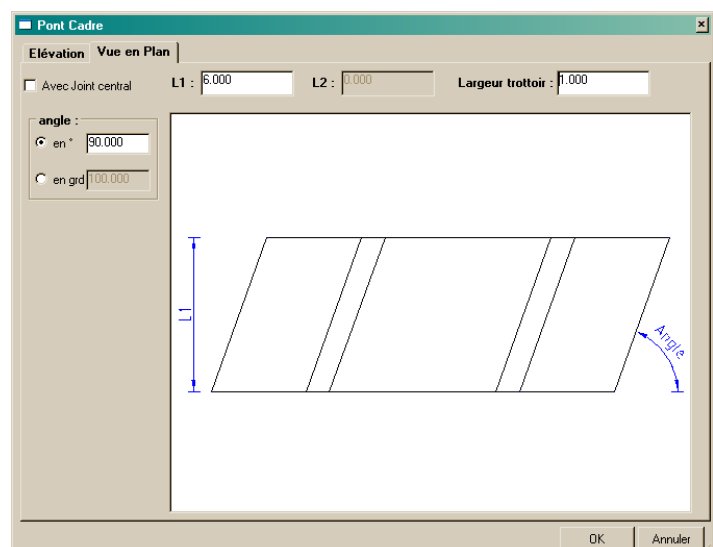 Pont Cadre
Elévation Vue en Plan
Avec Joint central L1 : 6.000 L2 : 0.000 Largeur trottoir : 1.000
angle :
en ° 90.000
en grd 100.000
L1
Angle
OK Annuler